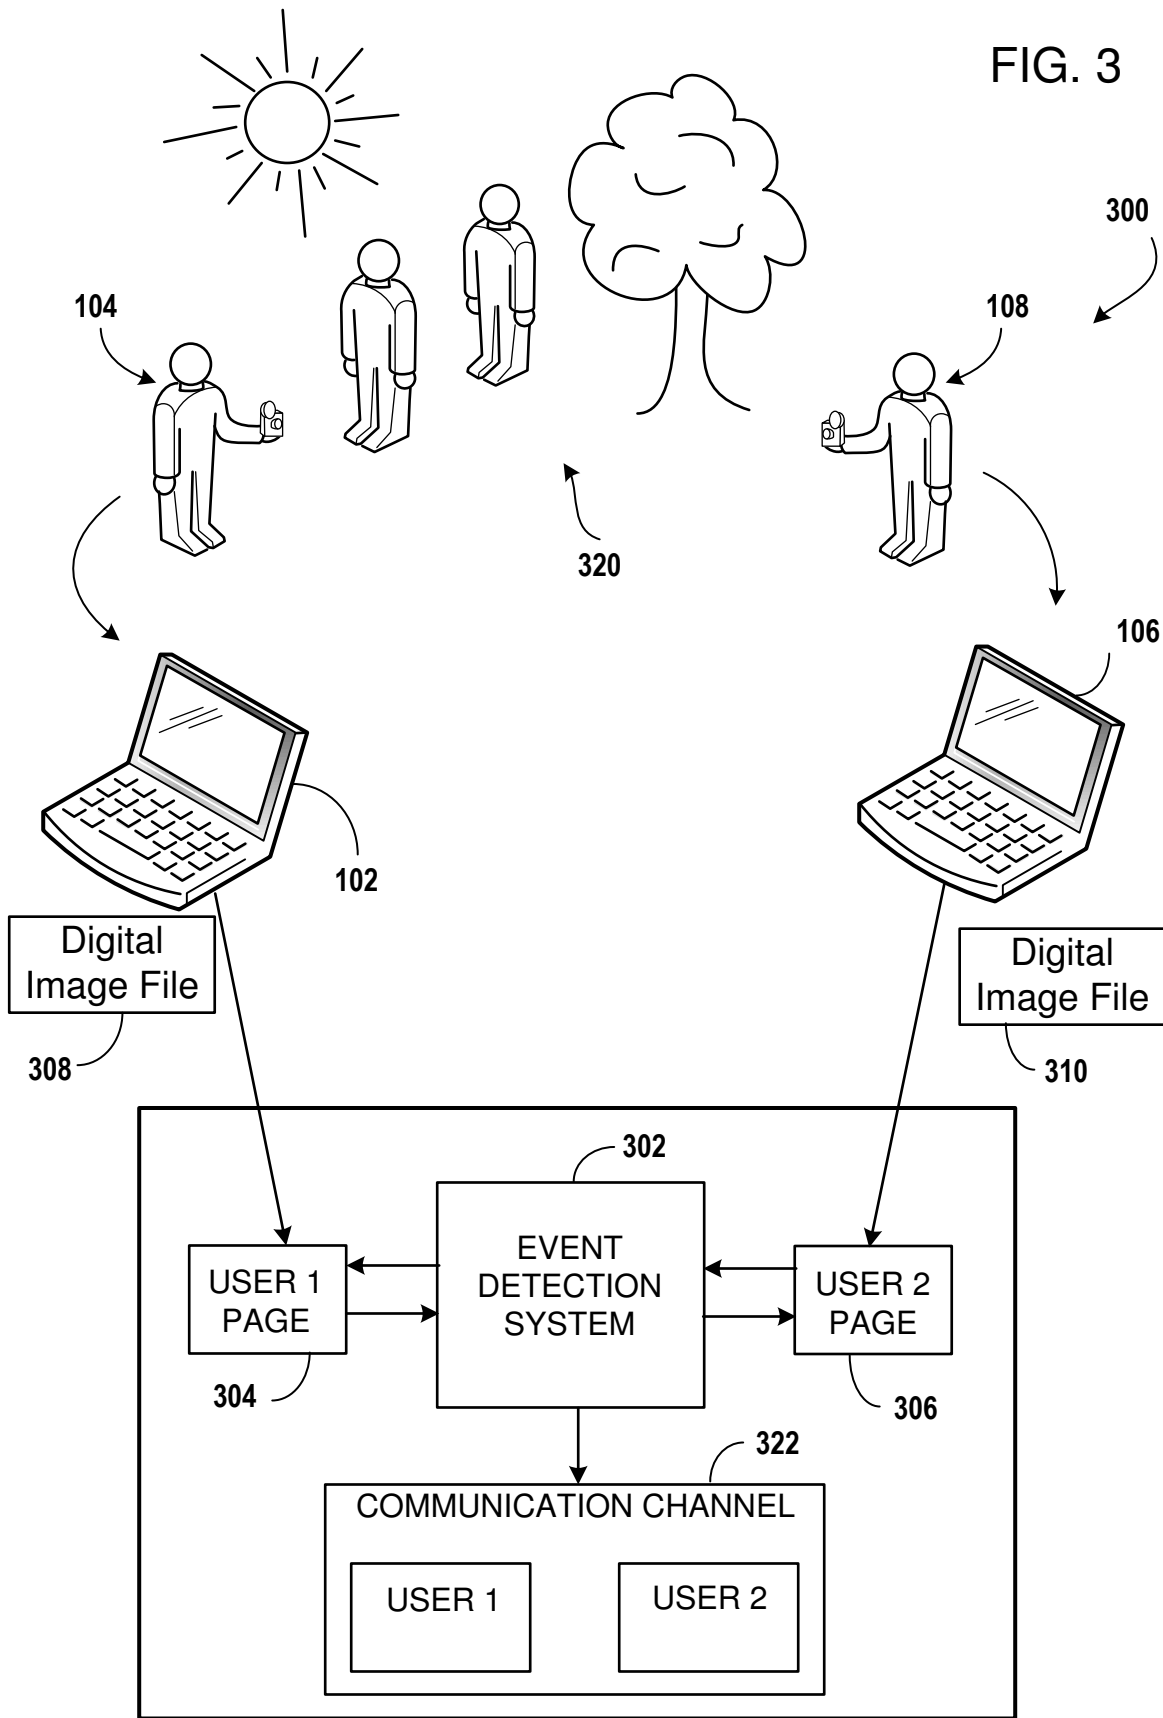 FIG. 3
300
104
108
320
106
102
Digital
Image File
308
Digital
Image File
310
302
EVENT
DETECTION
SYSTEM
USER 1
PAGE
304
USER 2
PAGE
306
322
COMMUNICATION CHANNEL
USER 1
USER 2